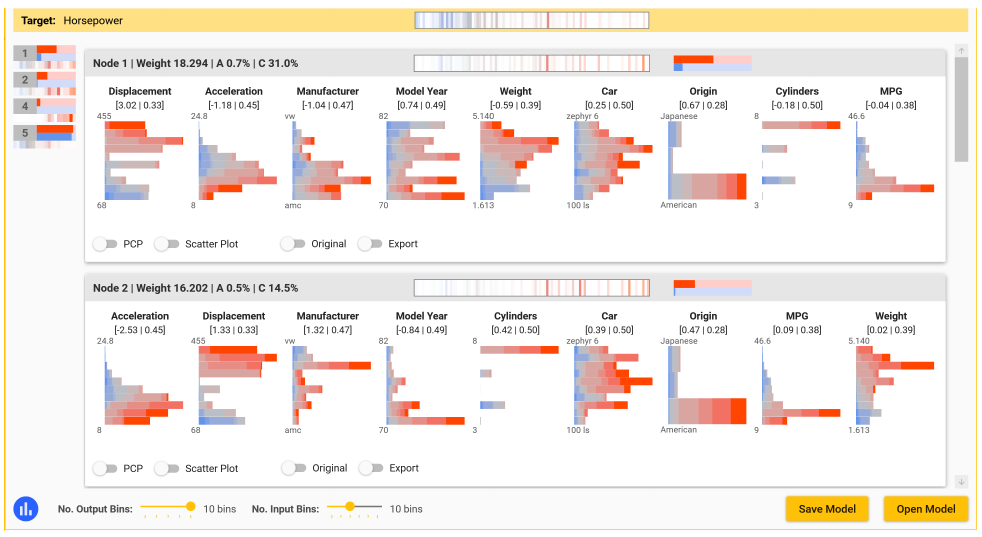 Target: Horsepower
1
2
4
5
Node 1 | Weight 18.294 | A 0.7% | C 31.0%
Displacement Acceleration Manufacturer Model Year Weight Car Origin Cylinders MPG
[3.02 | 0.33] [-1.18 | 0.45] [-1.04 | 0.47] [0.74 | 0.49] [-0.59 | 0.39] [0.25 | 0.50] [0.67 | 0.28] [-0.18 | 0.50] [-0.04 | 0.38]
455 24.8 vw 82 5.140 zephyr 6 Japanese 8 46.6
68 8 amc 70 1.613 100 ls American 3 9
PCP Scatter Plot Original Export
Node 2 | Weight 16.202 | A 0.5% | C 14.5%
Acceleration Displacement Manufacturer Model Year Cylinders Car Origin MPG Weight
[-2.53 | 0.45] [1.33 | 0.33] [1.32 | 0.47] [-0.84 | 0.49] [0.42 | 0.50] [0.39 | 0.50] [0.47 | 0.28] [0.09 | 0.38] [0.02 | 0.39]
24.8 455 vw 82 8 zephyr 6 Japanese 46.6 5.140
8 68 amc 70 3 100 ls American 9 1.613
PCP Scatter Plot Original Export
No. Output Bins: 10 bins No. Input Bins: 10 bins Save Model Open Model